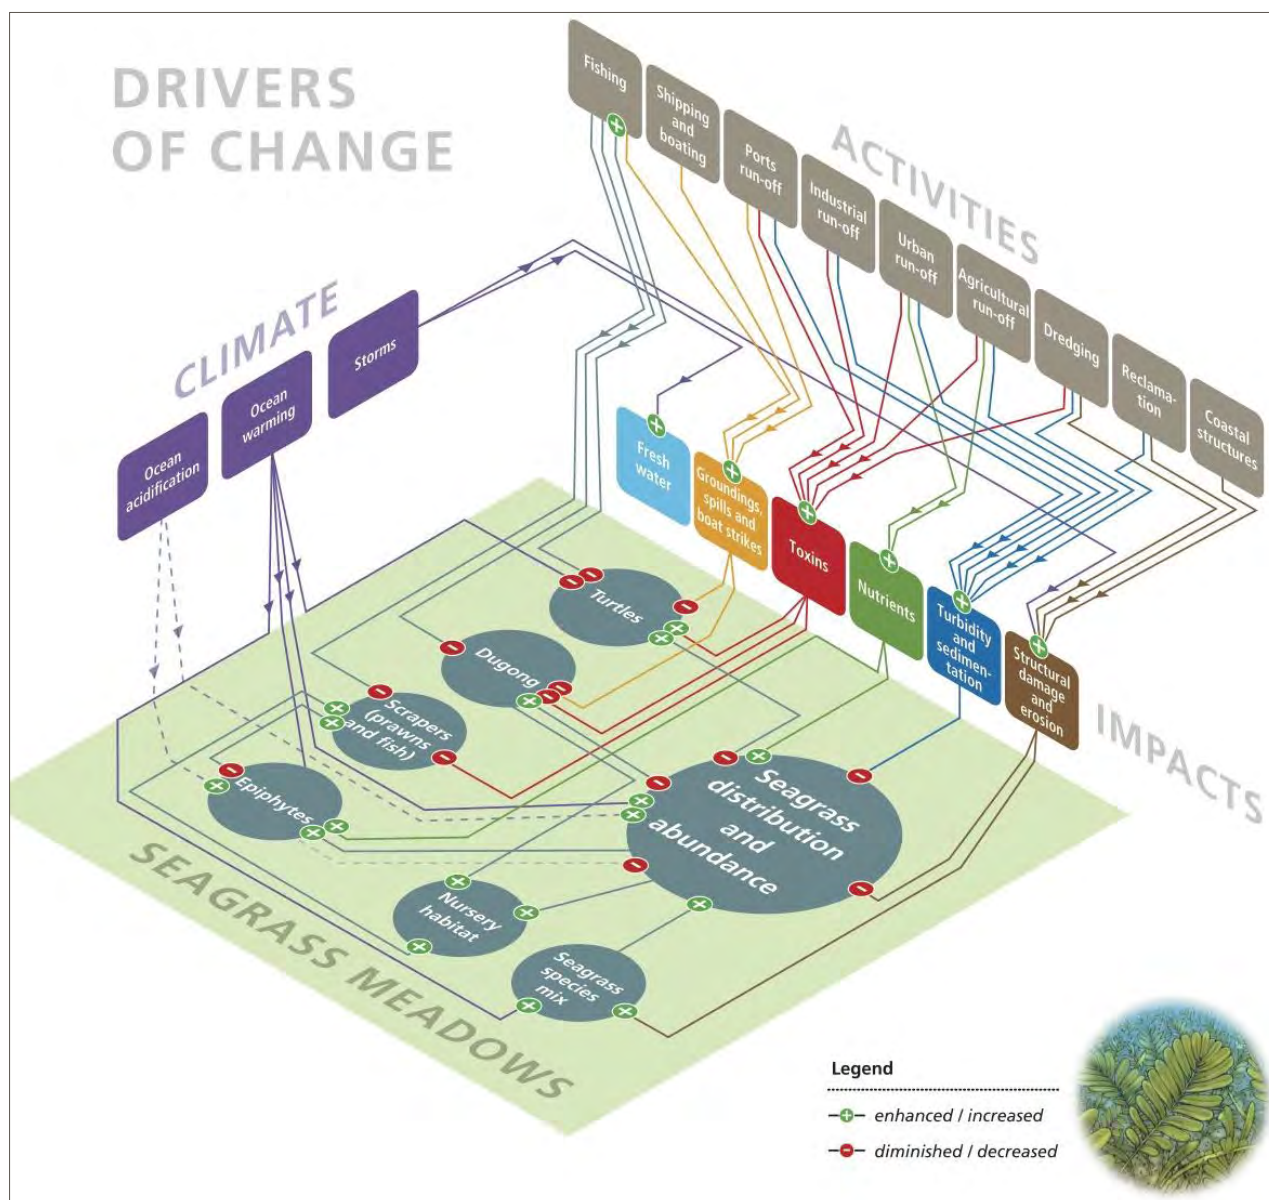 DRIVERS
OF CHANGE
ACTIVITIES
Fishing
Shipping
and
boating
Ports
run-off
Industrial
run-off
Urban
run-off
Agricultural
run-off
Dredging
Reclama-
tion
Coastal
structures
CLIMATE
Storms
Ocean
warming
Ocean
acidification
Fresh
water
Groundings,
spills and
boat strikes
Toxins
Nutrients
Turbidity
and
sedimen-
tation
Structural
damage
and
erosion
IMPACTS
Turtles
Dugong
Scrapers
(prawns
and fish)
Epiphytes
Seagrass
distribution
and
abundance
Nursery
habitat
Seagrass
species
mix
SEAGRASS MEADOWS
Legend
enhanced / increased
diminished / decreased